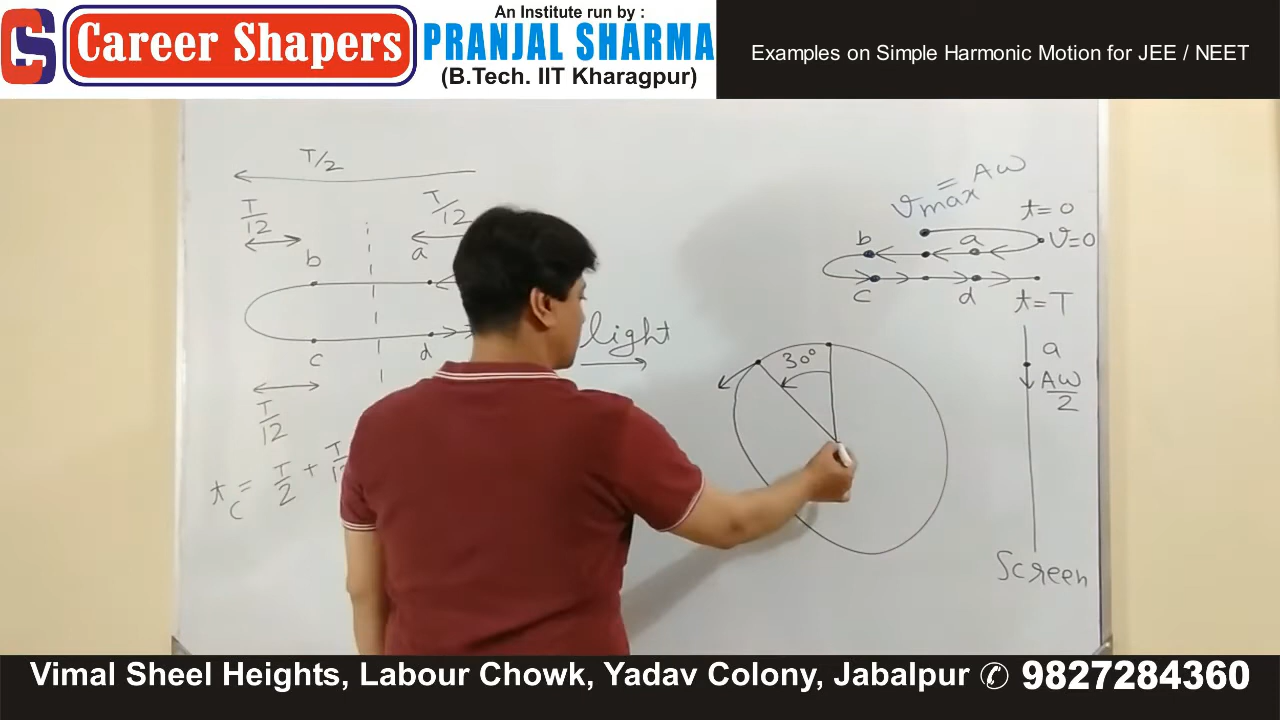 An Institute run by :
Career Shapers
PRANJAL SHARMA
(B.Tech. IIT Kharagpur)
Examples on Simple Harmonic Motion for JEE / NEET
T/2
T/12
T/12
b
a
c
d
T/12
t_c = T/2 + T/12
light
30°
v_max = Aω
t = 0
v = 0
b
a
c
d
t = T
a
Aω/2
Screen
Vimal Sheel Heights, Labour Chowk, Yadav Colony, Jabalpur ✆ 9827284360